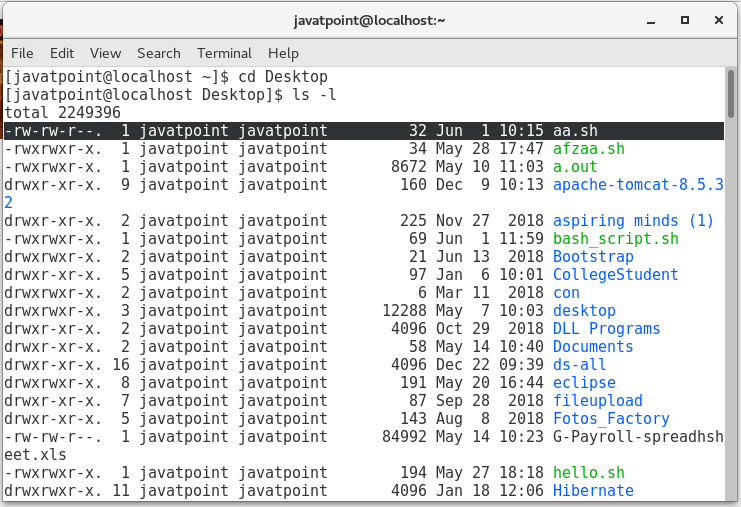 javatpoint@localhost:~
File Edit View Search Terminal Help
[javatpoint@localhost ~]$ cd Desktop
[javatpoint@localhost Desktop]$ ls -l
total 2249396
-rw-rw-r--.  1 javatpoint javatpoint         32 Jun  1 10:15 aa.sh
-rwxrwxr-x.  1 javatpoint javatpoint         34 May 28 17:47 afzaa.sh
-rwxrwxr-x.  1 javatpoint javatpoint       8672 May 10 11:03 a.out
drwxr-xr-x.  9 javatpoint javatpoint        160 Dec  9 10:13 apache-tomcat-8.5.3
2
drwxr-xr-x.  2 javatpoint javatpoint        225 Nov 27  2018 aspiring minds (1)
-rwxrwxr-x.  1 javatpoint javatpoint         69 Jun  1 11:59 bash_script.sh
drwxrwxr-x.  2 javatpoint javatpoint         21 Jun 13  2018 Bootstrap
drwxrwxr-x.  5 javatpoint javatpoint         97 Jan  6 10:01 CollegeStudent
drwxrwxr-x.  2 javatpoint javatpoint          6 Mar 11  2018 con
drwxrwxr-x.  3 javatpoint javatpoint      12288 May  7 10:03 desktop
drwxr-xr-x.  2 javatpoint javatpoint       4096 Oct 29  2018 DLL Programs
drwxr-xr-x.  2 javatpoint javatpoint         58 May 14 10:40 Documents
drwxr-xr-x. 16 javatpoint javatpoint       4096 Dec 22 09:39 ds-all
drwxrwxr-x.  8 javatpoint javatpoint        191 May 20 16:44 eclipse
drwxrwxr-x.  7 javatpoint javatpoint         87 Sep 28  2018 fileupload
drwxr-xr-x.  5 javatpoint javatpoint        143 Aug  8  2018 Fotos_Factory
-rw-rw-r--.  1 javatpoint javatpoint      84992 May 14 10:23 G-Payroll-spreadhsh
eet.xls
-rwxrwxr-x.  1 javatpoint javatpoint        194 May 27 18:18 hello.sh
drwxrwxr-x. 11 javatpoint javatpoint       4096 Jan 18 12:06 Hibernate